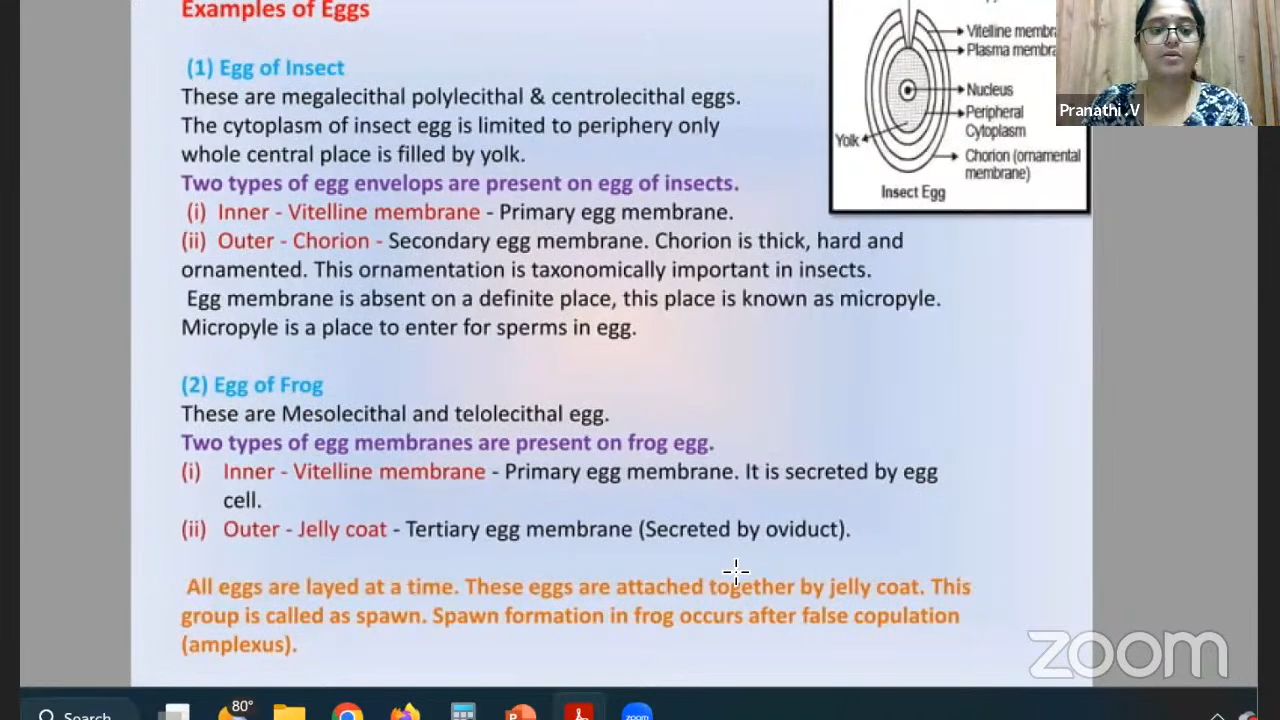 Examples of Eggs
(1) Egg of Insect
These are megalecithal polylecithal & centrolecithal eggs.
The cytoplasm of insect egg is limited to periphery only
whole central place is filled by yolk.
Two types of egg envelops are present on egg of insects.
(i) Inner - Vitelline membrane - Primary egg membrane.
(ii) Outer - Chorion - Secondary egg membrane. Chorion is thick, hard and
ornamented. This ornamentation is taxonomically important in insects.
Egg membrane is absent on a definite place, this place is known as micropyle.
Micropyle is a place to enter for sperms in egg.
(2) Egg of Frog
These are Mesolecithal and telolecithal egg.
Two types of egg membranes are present on frog egg.
(i) Inner - Vitelline membrane - Primary egg membrane. It is secreted by egg
cell.
(ii) Outer - Jelly coat - Tertiary egg membrane (Secreted by oviduct).
All eggs are layed at a time. These eggs are attached together by jelly coat. This
group is called as spawn. Spawn formation in frog occurs after false copulation
(amplexus).
Vitelline membra
Plasma membra
Nucleus
Peripheral
Cytoplasm
Yolk
Chorion (ornamental
membrane)
Insect Egg
Pranathi .V
zoom
Search
80°
zoom